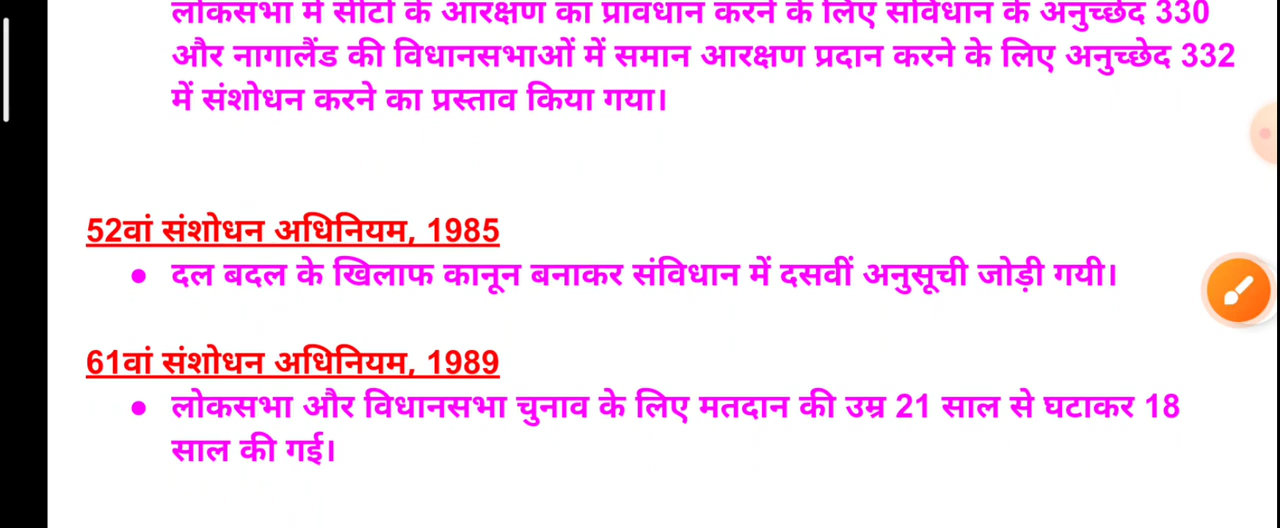 लोकसभा में सीटों के आरक्षण का प्रावधान करने के लिए संविधान के अनुच्छेद 330
और नागालैंड की विधानसभाओं में समान आरक्षण प्रदान करने के लिए अनुच्छेद 332
में संशोधन करने का प्रस्ताव किया गया।
52वां संशोधन अधिनियम, 1985
● दल बदल के खिलाफ कानून बनाकर संविधान में दसवीं अनुसूची जोड़ी गयी।
61वां संशोधन अधिनियम, 1989
● लोकसभा और विधानसभा चुनाव के लिए मतदान की उम्र 21 साल से घटाकर 18
साल की गई।